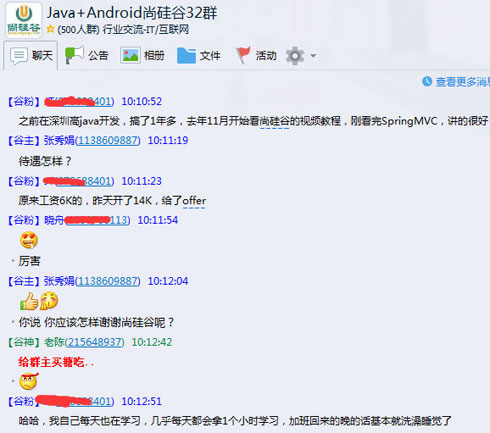 尚硅谷
Java+Android尚硅谷32群
(500人群) 行业交流-IT/互联网
聊天 公告 相册 文件 活动
查看更多消息
【谷粉】 401) 10:10:52
之前在深圳高java开发，搞了1年多，去年11月开始看尚硅谷的视频教程，刚看完SpringMVC，讲的很好
【谷主】张秀娟(1138609887) 10:11:19
待遇怎样？
【谷粉】 88401) 10:11:23
原来工资6K的，昨天开了14K，给了offer
【谷粉】晓舟( 113) 10:11:54
厉害
【谷主】张秀娟(1138609887) 10:12:04
你说 你应该怎样谢谢尚硅谷呢？
【谷神】老陈(215648937) 10:12:42
给群主买糖吃..
【谷粉】 8401) 10:12:51
哈哈，我自己每天也在学习，几乎每天都会拿1个小时学习，加班回来的晚的话基本就洗澡睡觉了